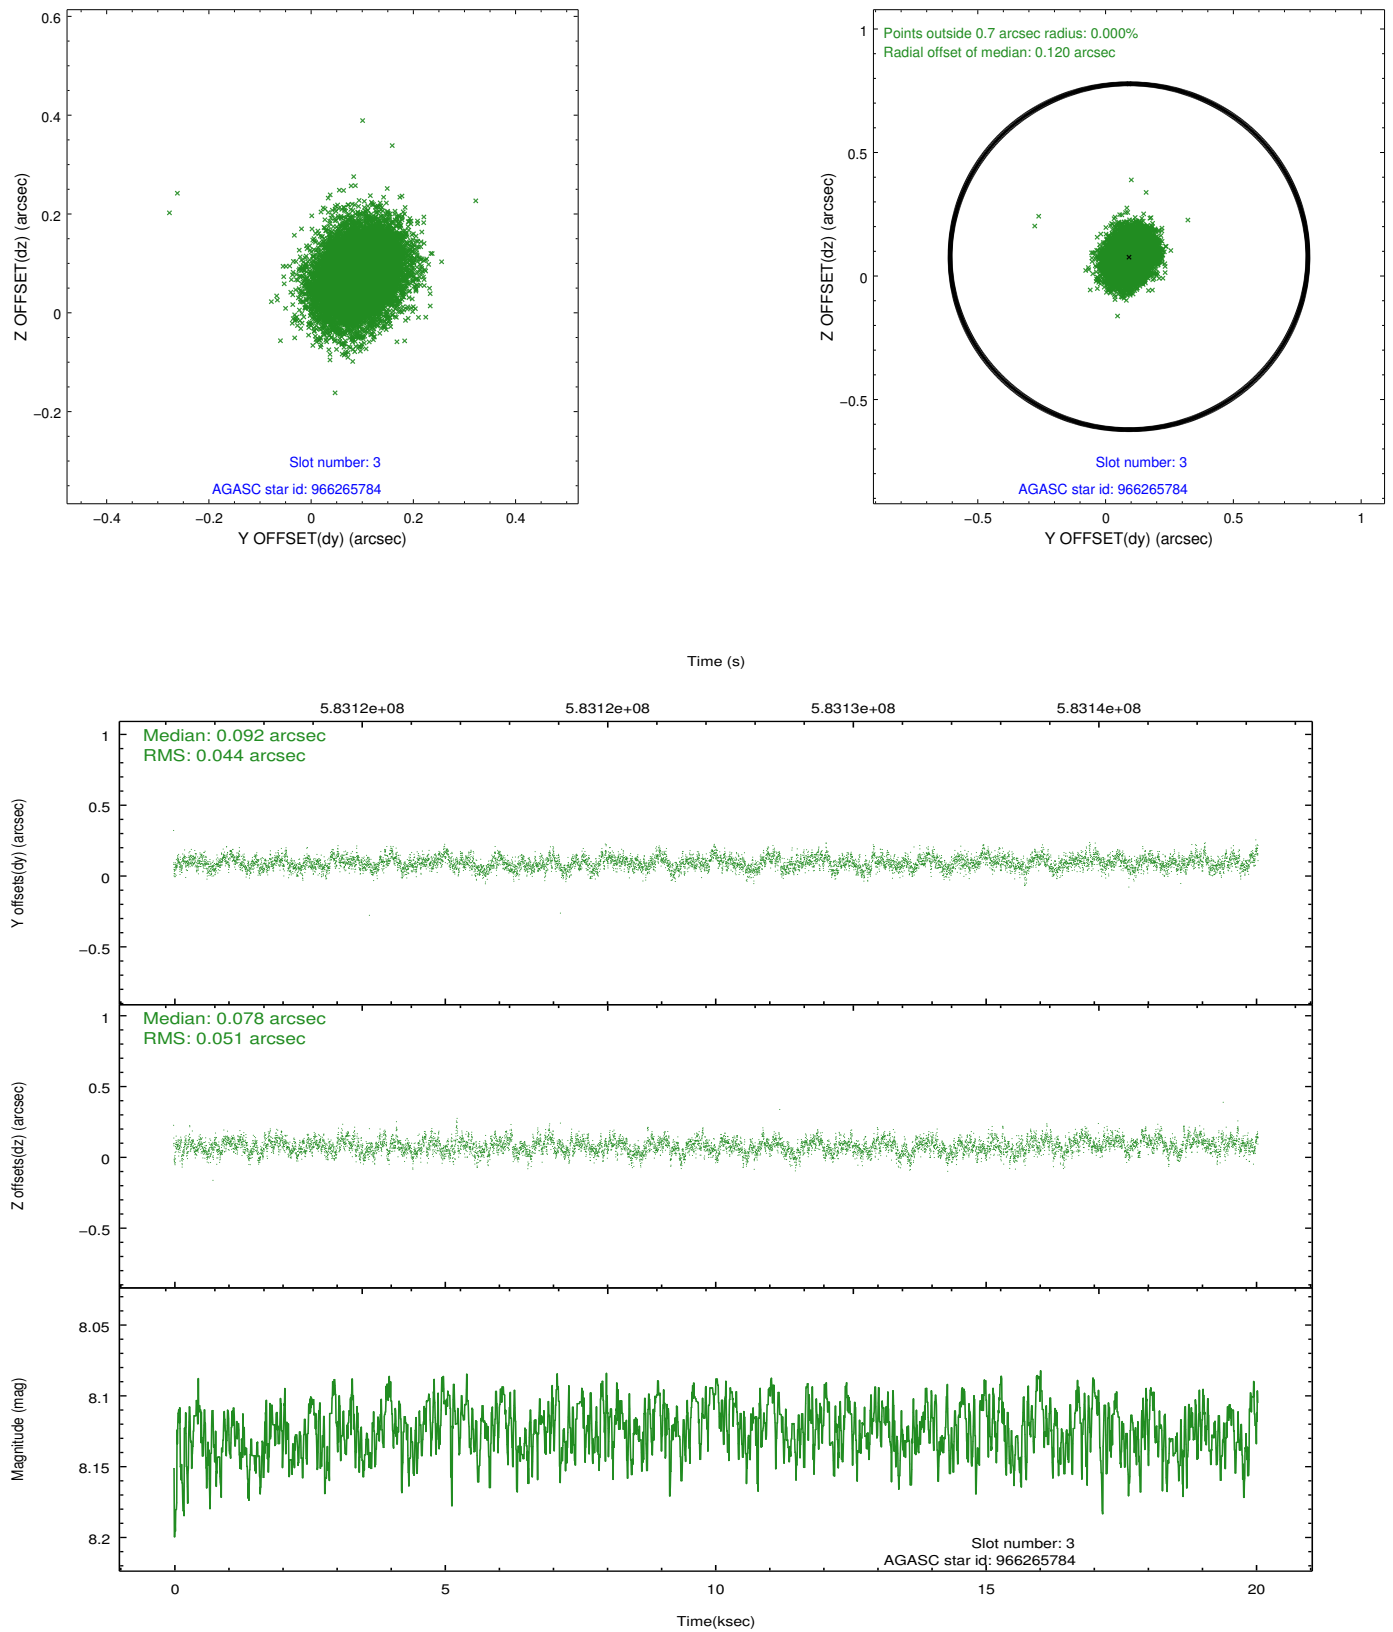 0.6
0.4
0.2
0
−0.2
Z OFFSET(dz) (arcsec)
Slot number: 3
AGASC star id: 966265784
−0.4
−0.2
0
0.2
0.4
Y OFFSET(dy) (arcsec)
Points outside 0.7 arcsec radius: 0.000%
Radial offset of median: 0.120 arcsec
1
0.5
0
−0.5
Z OFFSET(dz) (arcsec)
Slot number: 3
AGASC star id: 966265784
−0.5
0
0.5
1
Y OFFSET(dy) (arcsec)
Time (s)
5.8312e+08
5.8312e+08
5.8313e+08
5.8314e+08
Median: 0.092 arcsec
RMS: 0.044 arcsec
1
0.5
0
−0.5
Y offsets(dy) (arcsec)
Median: 0.078 arcsec
RMS: 0.051 arcsec
1
0.5
0
−0.5
Z offsets(dz) (arcsec)
8.05
8.1
8.15
8.2
Magnitude (mag)
Slot number: 3
AGASC star id: 966265784
0
5
10
15
20
Time(ksec)